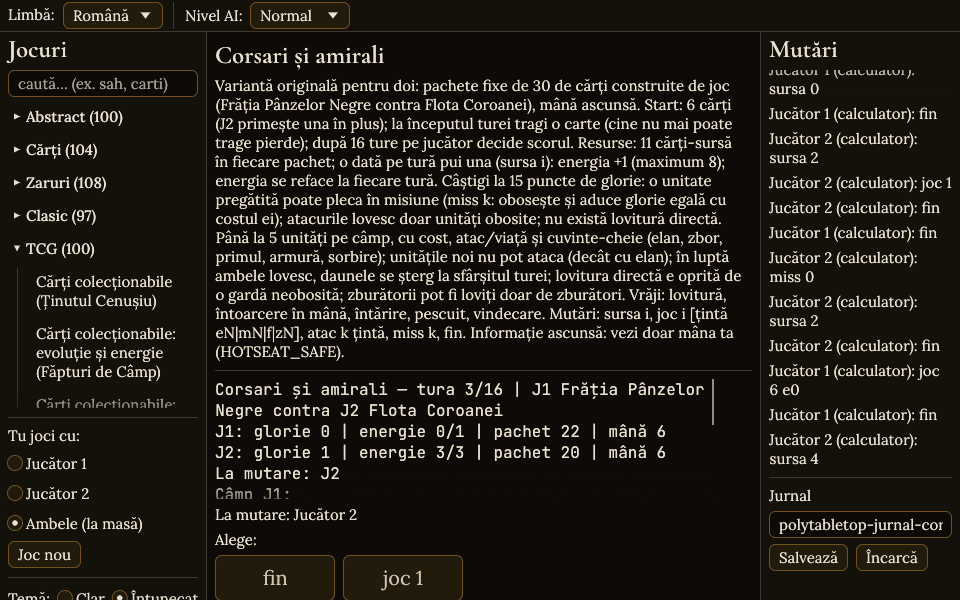 Limbă: Română Nivel AI: Normal
Jocuri
caută... (ex. sah, carti)
Abstract (100)
Cărți (104)
Zaruri (108)
Clasic (97)
TCG (100)
Cărți colecționabile
(Ținutul Cenușiu)
Cărți colecționabile:
evoluție și energie
(Făpturi de Câmp)
Cărți colecționabile:
Tu joci cu:
Jucător 1
Jucător 2
Ambele (la masă)
Joc nou
Temă: Clar Întunecat
Corsari și amirali
Variantă originală pentru doi: pachete fixe de 30 de cărți construite de joc
(Frăția Pânzelor Negre contra Flota Coroanei), mână ascunsă. Start: 6 cărți
(J2 primește una în plus); la începutul turei tragi o carte (cine nu mai poate
trage pierde); după 16 ture pe jucător decide scorul. Resurse: 11 cărți-sursă
în fiecare pachet; o dată pe tură pui una (sursa i): energia +1 (maximum 8);
energia se reface la fiecare tură. Câștigi la 15 puncte de glorie: o unitate
pregătită poate pleca în misiune (miss k: obosește și aduce glorie egală cu
costul ei); atacurile lovesc doar unități obosite; nu există lovitură directă.
Până la 5 unități pe câmp, cu cost, atac/viață și cuvinte-cheie (elan, zbor,
primul, armură, sorbire); unitățile noi nu pot ataca (decât cu elan); în luptă
ambele lovesc, daunele se șterg la sfârșitul turei; lovitura directă e oprită de
o gardă neobosită; zburătorii pot fi loviți doar de zburători. Vrăji: lovitură,
întoarcere în mână, întărire, pescuit, vindecare. Mutări: sursa i, joc i [țintă
eN|mN|f|zN], atac k țintă, miss k, fin. Informație ascunsă: vezi doar mâna ta
(HOTSEAT_SAFE).
Corsari și amirali — tura 3/16 | J1 Frăția Pânzelor
Negre contra J2 Flota Coroanei
J1: glorie 0 | energie 0/1 | pachet 22 | mână 6
J2: glorie 1 | energie 3/3 | pachet 20 | mână 6
La mutare: J2
Câmp J1:
La mutare: Jucător 2
Alege:
fin joc 1
Mutări
Jucător 1 (calculator):
sursa 0
Jucător 1 (calculator): fin
Jucător 2 (calculator):
sursa 2
Jucător 2 (calculator): joc 1
Jucător 2 (calculator): fin
Jucător 1 (calculator): fin
Jucător 2 (calculator):
miss 0
Jucător 2 (calculator):
sursa 2
Jucător 2 (calculator): fin
Jucător 1 (calculator): joc
6 e0
Jucător 1 (calculator): fin
Jucător 2 (calculator):
sursa 4
Jurnal
polytabletop-jurnal-cor
Salvează Încarcă